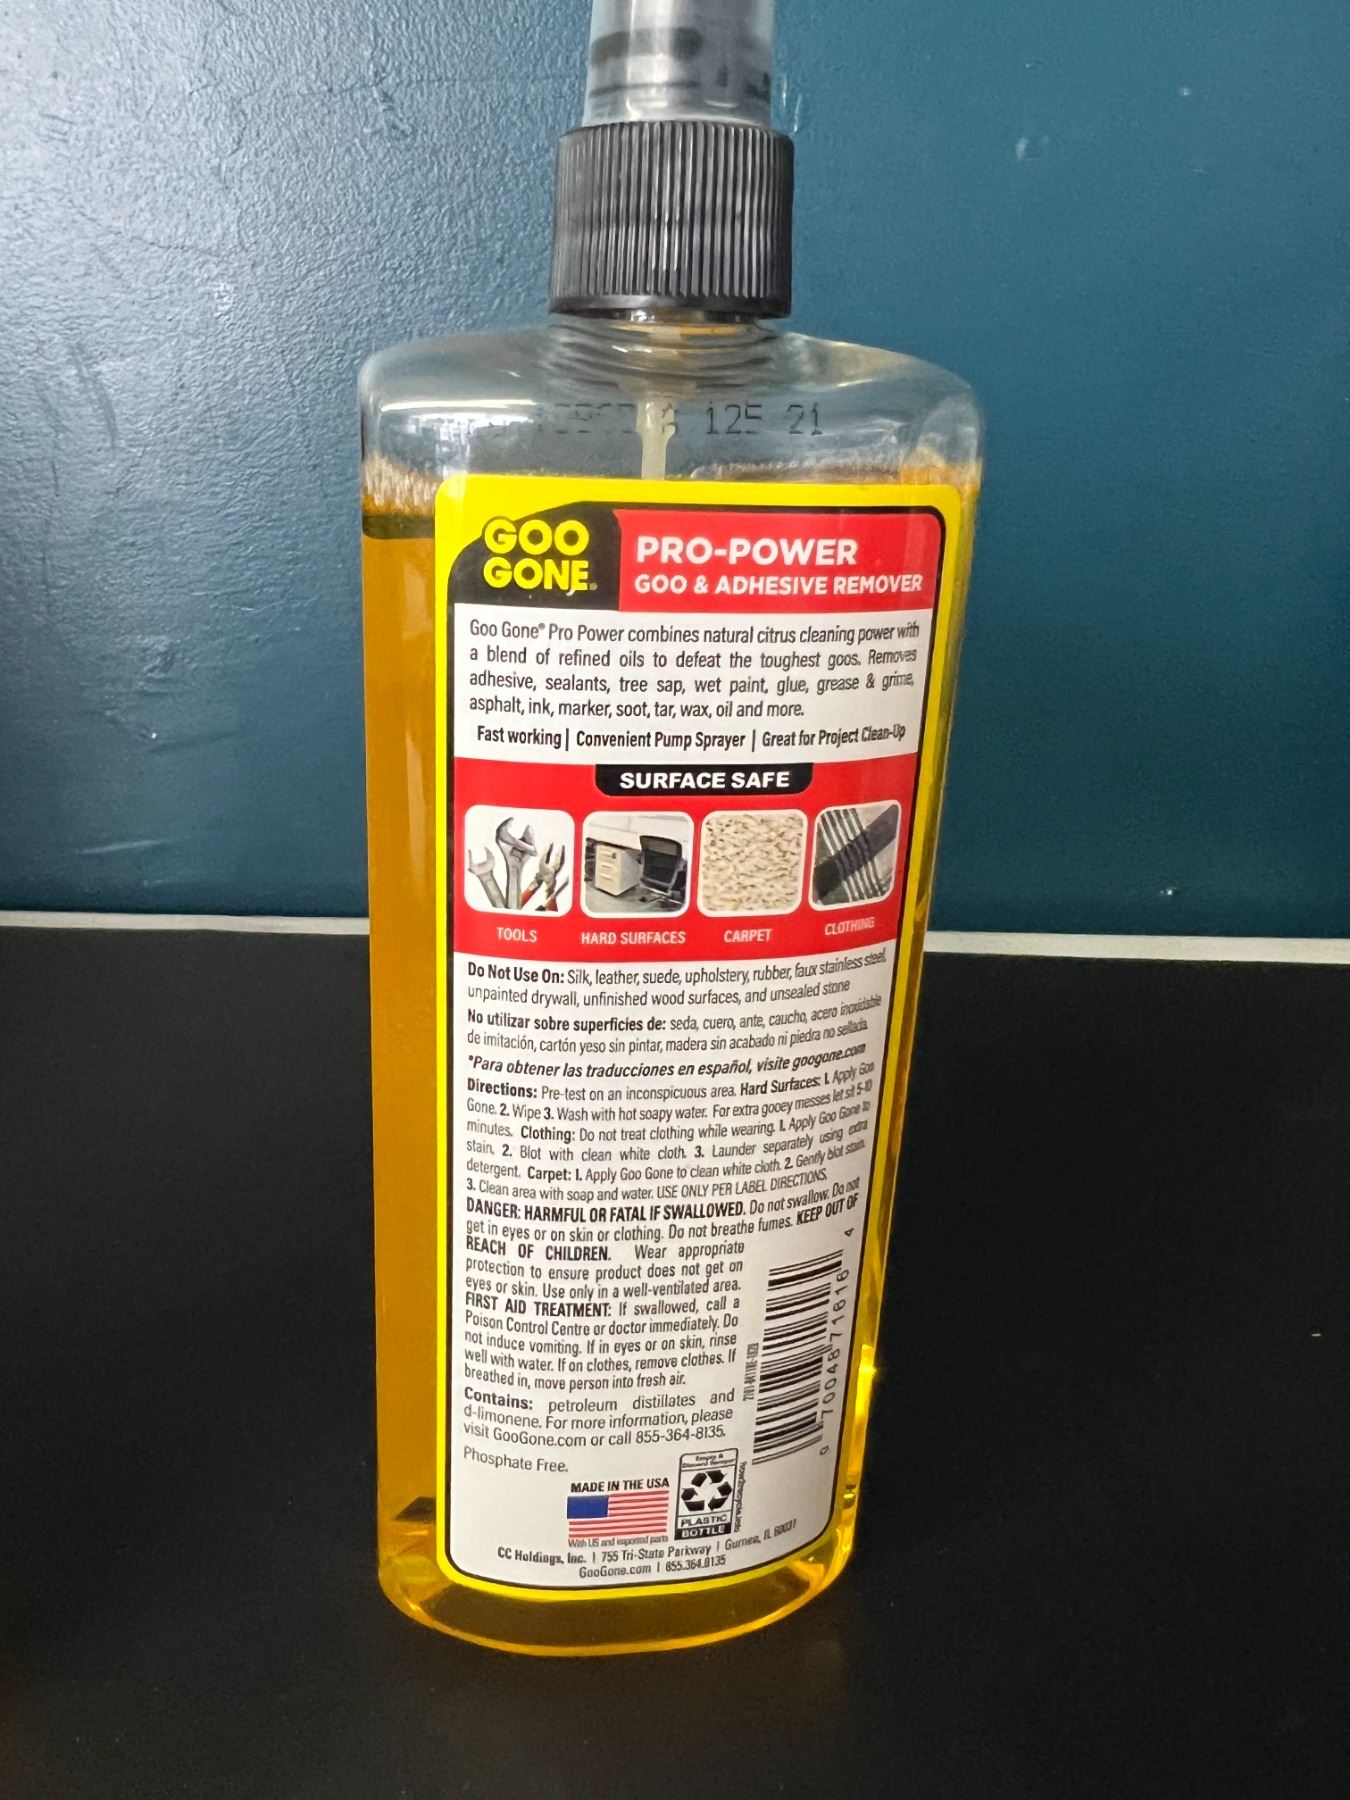 125 21
GOO
GONE®
PRO-POWER
GOO & ADHESIVE REMOVER
Goo Gone® Pro Power combines natural citrus cleaning power with
a blend of refined oils to defeat the toughest goos. Removes
adhesive, sealants, tree sap, wet paint, glue, grease & grime,
asphalt, ink, marker, soot, tar, wax, oil and more.
Fast working | Convenient Pump Sprayer | Great for Project Clean-Up
SURFACE SAFE
TOOLS HARD SURFACES CARPET CLOTHING
Do Not Use On: Silk, leather, suede, upholstery, rubber, faux stainless steel,
unpainted drywall, unfinished wood surfaces, and unsealed stone
No utilizar sobre superficies de: seda, cuero, ante, caucho, acero inoxidable
de imitación, cartón yeso sin pintar, madera sin acabado ni piedra no sellada.
*Para obtener las traducciones en español, visite googone.com
Directions: Pre-test on an inconspicuous area. Hard Surfaces: 1. Apply Goo
Gone. 2. Wipe 3. Wash with hot soapy water. For extra gooey messes let sit 5-10
minutes. Clothing: Do not treat clothing while wearing. 1. Apply Goo Gone to
stain. 2. Blot with clean white cloth. 3. Launder separately using extra
detergent. Carpet: 1. Apply Goo Gone to clean white cloth. 2. Gently blot stain.
3. Clean area with soap and water. USE ONLY PER LABEL DIRECTIONS.
DANGER: HARMFUL OR FATAL IF SWALLOWED. Do not swallow. Do not
get in eyes or on skin or clothing. Do not breathe fumes. KEEP OUT OF
REACH OF CHILDREN. Wear appropriate
protection to ensure product does not get on
eyes or skin. Use only in a well-ventilated area.
FIRST AID TREATMENT: If swallowed, call a
Poison Control Centre or doctor immediately. Do
not induce vomiting. If in eyes or on skin, rinse
well with water. If on clothes, remove clothes. If
breathed in, move person into fresh air.
Contains: petroleum distillates and
d-limonene. For more information, please
visit GooGone.com or call 855-364-8135.
Phosphate Free.
0 70048 71616 4
MADE IN THE USA
With US and imported parts
Empty &
PLASTIC
BOTTLE
how2recycle.info
CC Holdings, Inc. | 755 Tri-State Parkway | Gurnee, IL 60031
GooGone.com | 855.364.8135